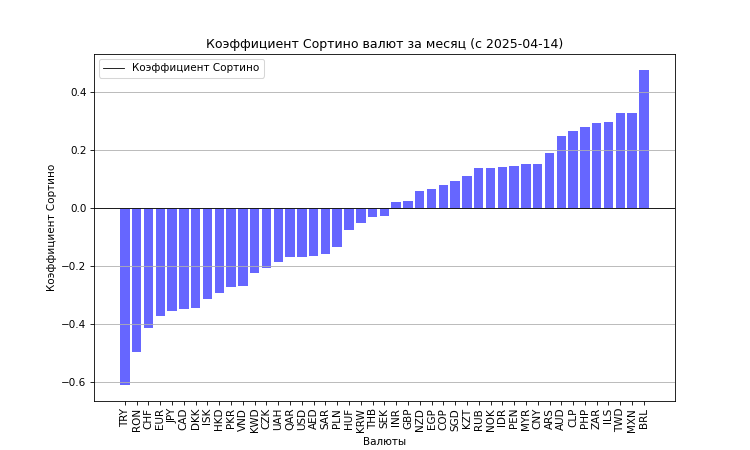 Коэффициент Сортино валют за месяц (с 2025-04-14)
Коэффициент Сортино
Коэффициент Сортино
0.4
0.2
0.0
−0.2
−0.4
−0.6
TRY
RON
CHF
EUR
JPY
CAD
DKK
ISK
HKD
PKR
VND
KWD
CZK
UAH
QAR
USD
AED
SAR
PLN
HUF
KRW
THB
SEK
INR
GBP
NZD
EGP
COP
SGD
KZT
RUB
NOK
IDR
PEN
MYR
CNY
ARS
AUD
CLP
PHP
ZAR
ILS
TWD
MXN
BRL
Валюты